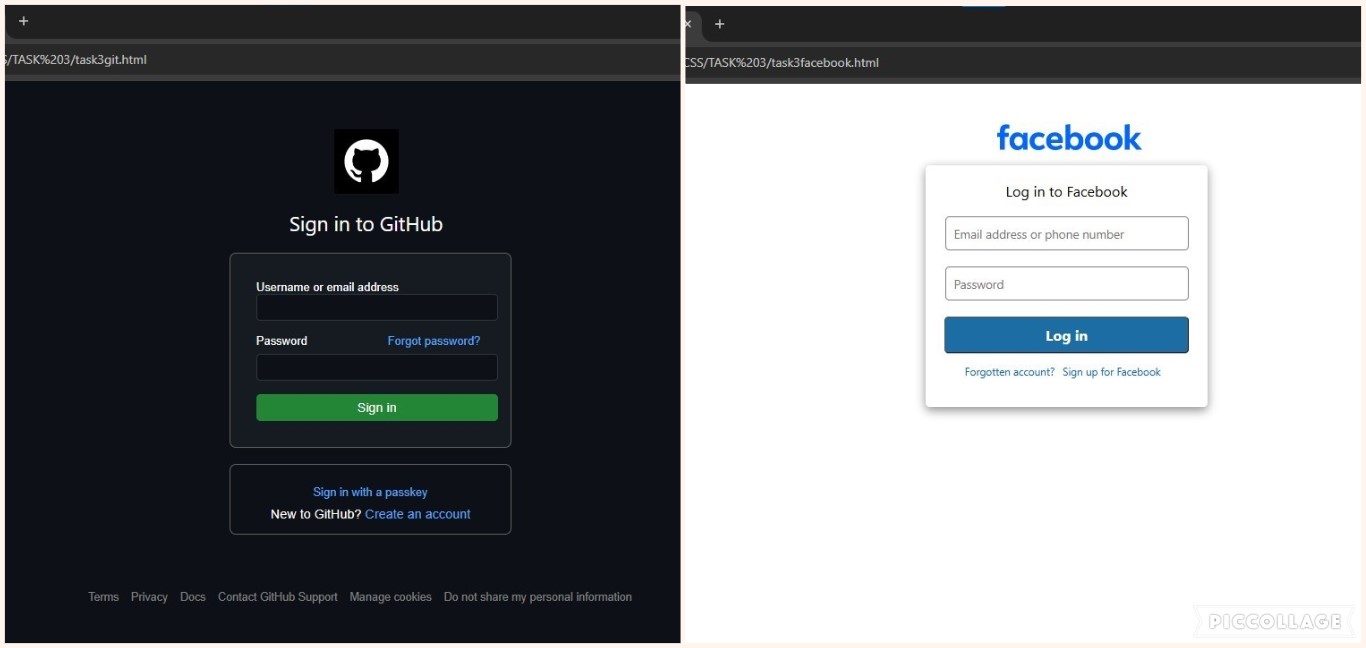 +
S/TASK%203/task3git.html
Sign in to GitHub
Username or email address
Password Forgot password?
Sign in
Sign in with a passkey
New to GitHub? Create an account
Terms Privacy Docs Contact GitHub Support Manage cookies Do not share my personal information
× +
CSS/TASK%203/task3facebook.html
facebook
Log in to Facebook
Email address or phone number
Password
Log in
Forgotten account? Sign up for Facebook
PICCOLLAGE